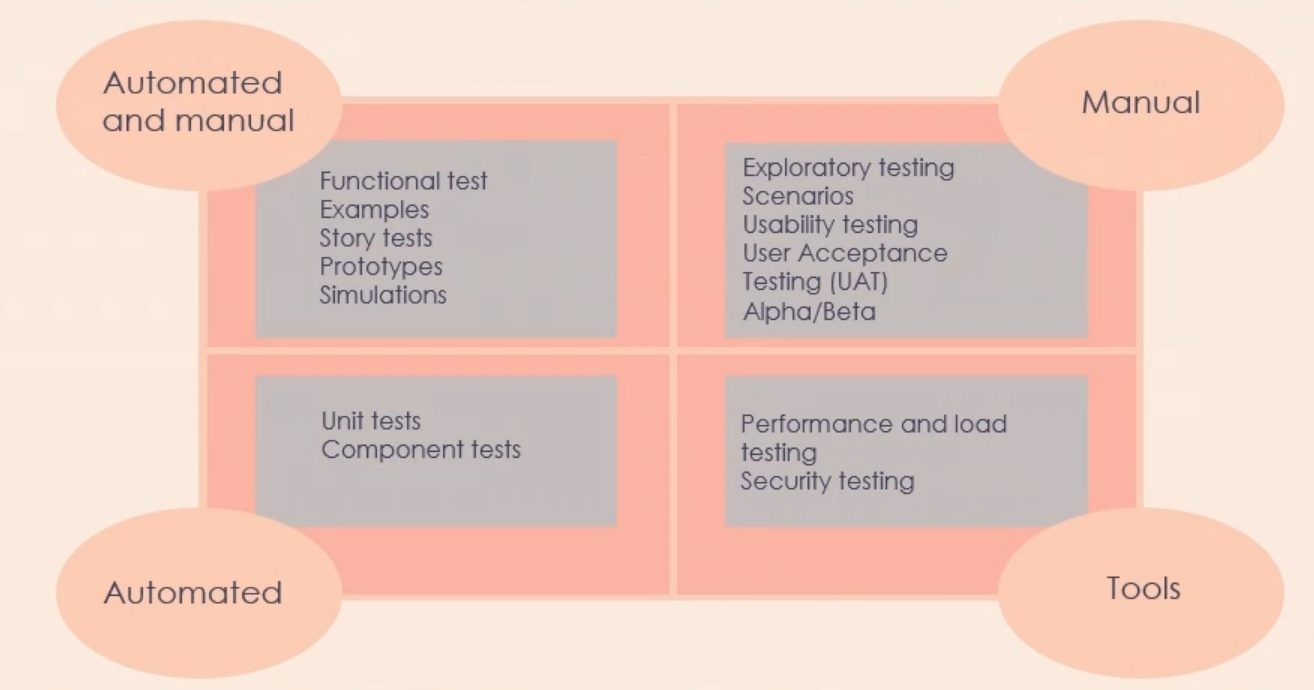 Automated
and manual
Manual
Functional test
Examples
Story tests
Prototypes
Simulations
Exploratory testing
Scenarios
Usability testing
User Acceptance
Testing (UAT)
Alpha/Beta
Unit tests
Component tests
Performance and load
testing
Security testing
Automated
Tools